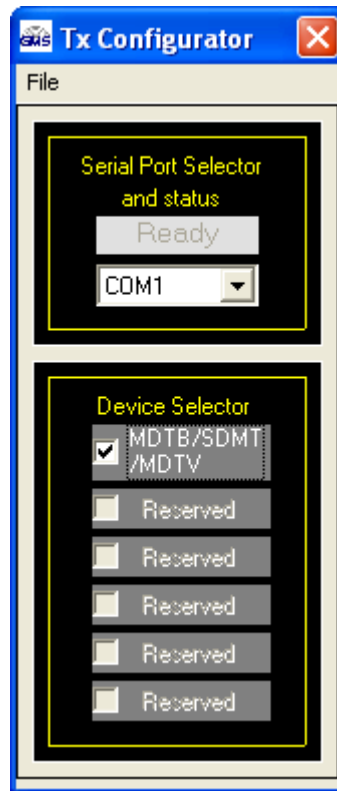 GMS Tx Configurator
File
Serial Port Selector
and status
Ready
COM1
Device Selector
MDTB/SDMT
/MDTV
Reserved
Reserved
Reserved
Reserved
Reserved